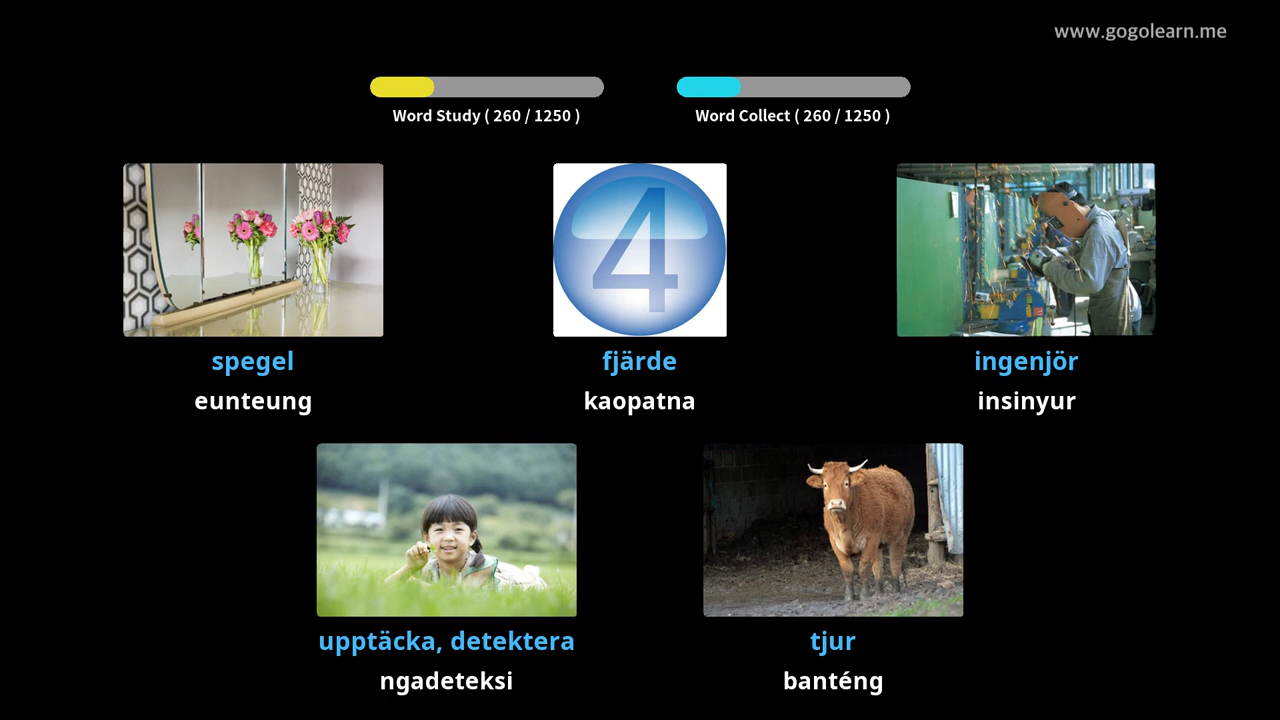 www.gogolearn.me
Word Study ( 260 / 1250 )
Word Collect ( 260 / 1250 )
4
spegel
eunteung
fjärde
kaopatna
ingenjör
insinyur
upptäcka, detektera
ngadeteksi
tjur
banténg